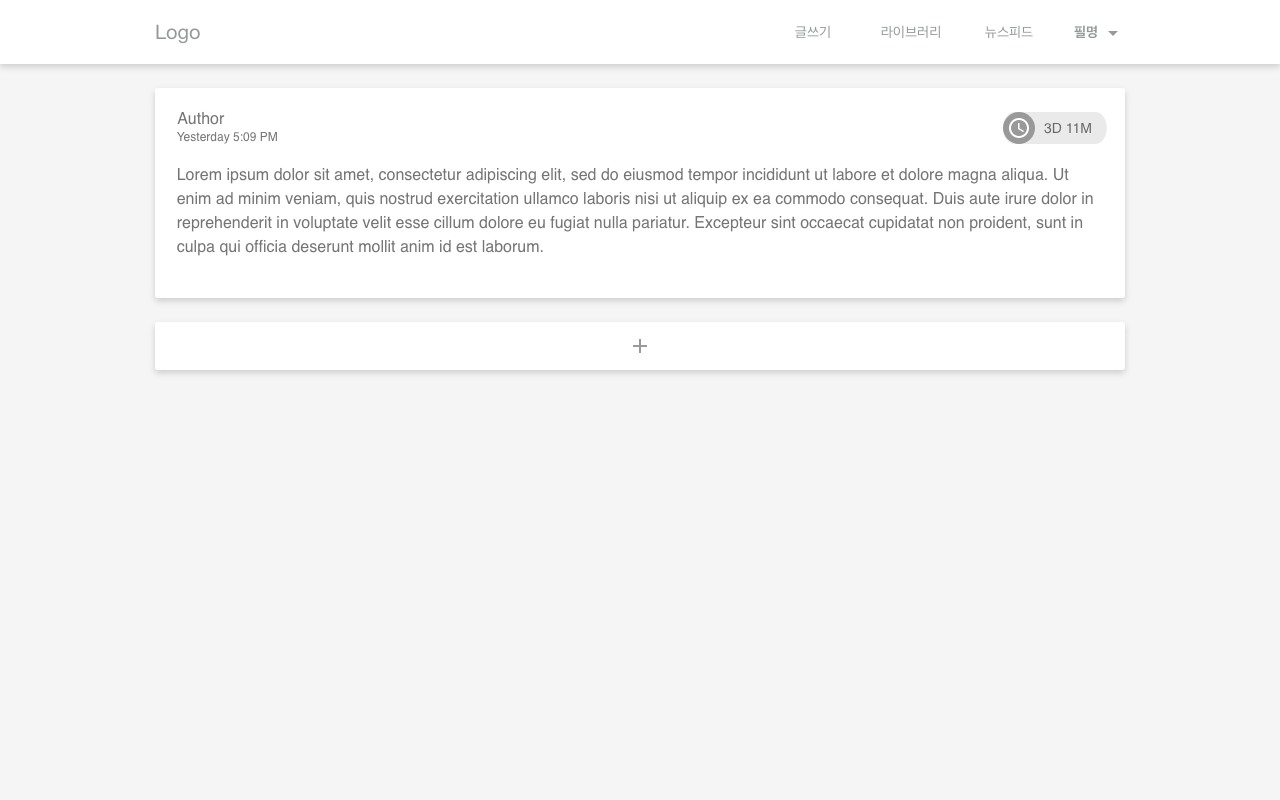 Logo
글쓰기 라이브러리 뉴스피드 필명
Author
Yesterday 5:09 PM
3D 11M
Lorem ipsum dolor sit amet, consectetur adipiscing elit, sed do eiusmod tempor incididunt ut labore et dolore magna aliqua. Ut
enim ad minim veniam, quis nostrud exercitation ullamco laboris nisi ut aliquip ex ea commodo consequat. Duis aute irure dolor in
reprehenderit in voluptate velit esse cillum dolore eu fugiat nulla pariatur. Excepteur sint occaecat cupidatat non proident, sunt in
culpa qui officia deserunt mollit anim id est laborum.